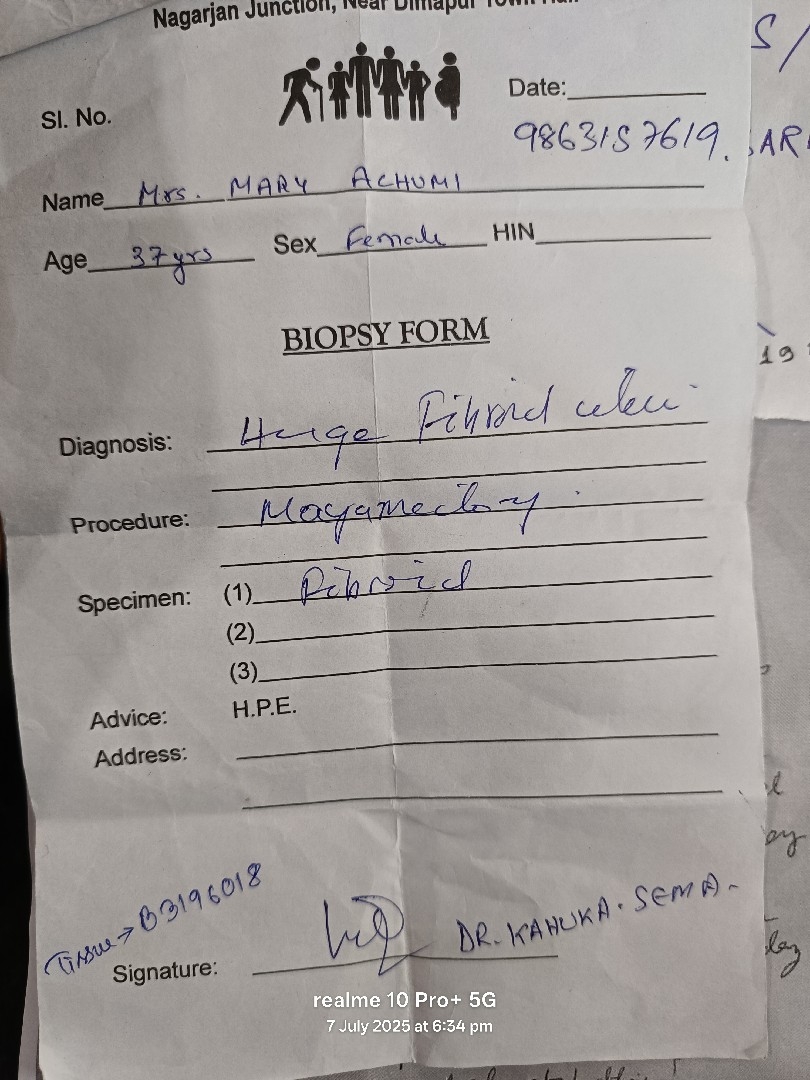 Nagarjan Junction, Near Dimapur Town Hall
Sl. No.
Date:
9863157619.
Name Mrs. MARY ACHUMI
Age 37yrs Sex Female HIN
BIOPSY FORM
Diagnosis: Huge Fibroid
Procedure:
Specimen: (1) Fibroid
(2)
(3)
Advice: H.P.E.
Address:
Tissue → B3196018
Signature: DR. KAHUKA. SEMA
realme 10 Pro+ 5G
7 July 2025 at 6:34 pm
19